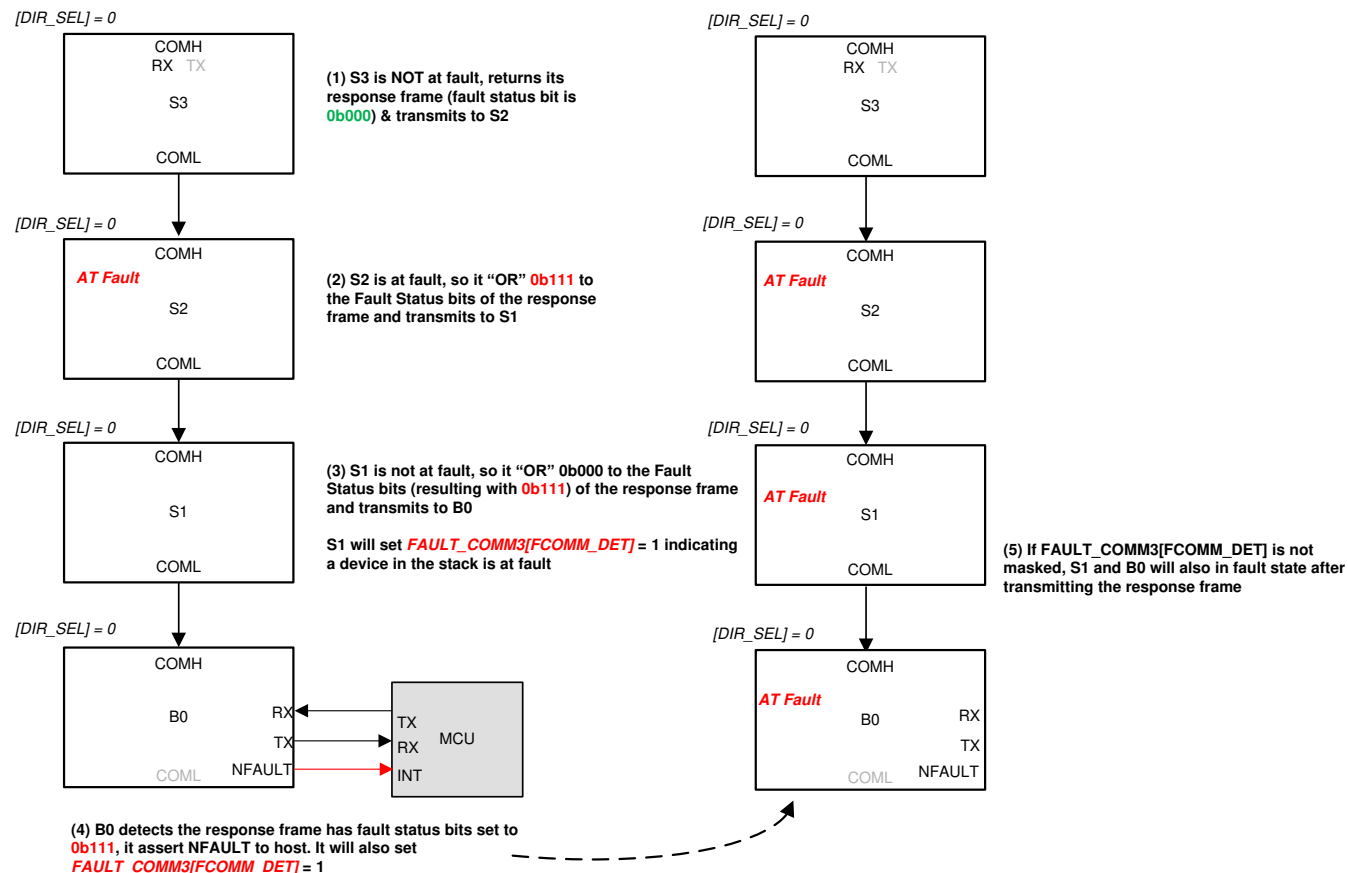 [DIR_SEL] = 0
COMH
RX TX
S3
COML
(1) S3 is NOT at fault, returns its
response frame (fault status bit is
0b000) & transmits to S2
[DIR_SEL] = 0
COMH
AT Fault
S2
COML
(2) S2 is at fault, so it “OR” 0b111 to
the Fault Status bits of the response
frame and transmits to S1
[DIR_SEL] = 0
COMH
S1
COML
(3) S1 is not at fault, so it “OR” 0b000 to the Fault
Status bits (resulting with 0b111) of the response frame
and transmits to B0
S1 will set FAULT_COMM3[FCOMM_DET] = 1 indicating
a device in the stack is at fault
[DIR_SEL] = 0
COMH
B0
RX
TX
COML
NFAULT
TX
RX
MCU
INT
(4) B0 detects the response frame has fault status bits set to
0b111, it assert NFAULT to host. It will also set
FAULT_COMM3[FCOMM_DET] = 1
[DIR_SEL] = 0
COMH
RX TX
S3
COML
[DIR_SEL] = 0
COMH
AT Fault
S2
COML
[DIR_SEL] = 0
COMH
AT Fault
S1
COML
(5) If FAULT_COMM3[FCOMM_DET] is not
masked, S1 and B0 will also in fault state after
transmitting the response frame
[DIR_SEL] = 0
COMH
AT Fault
B0
RX
TX
COML
NFAULT